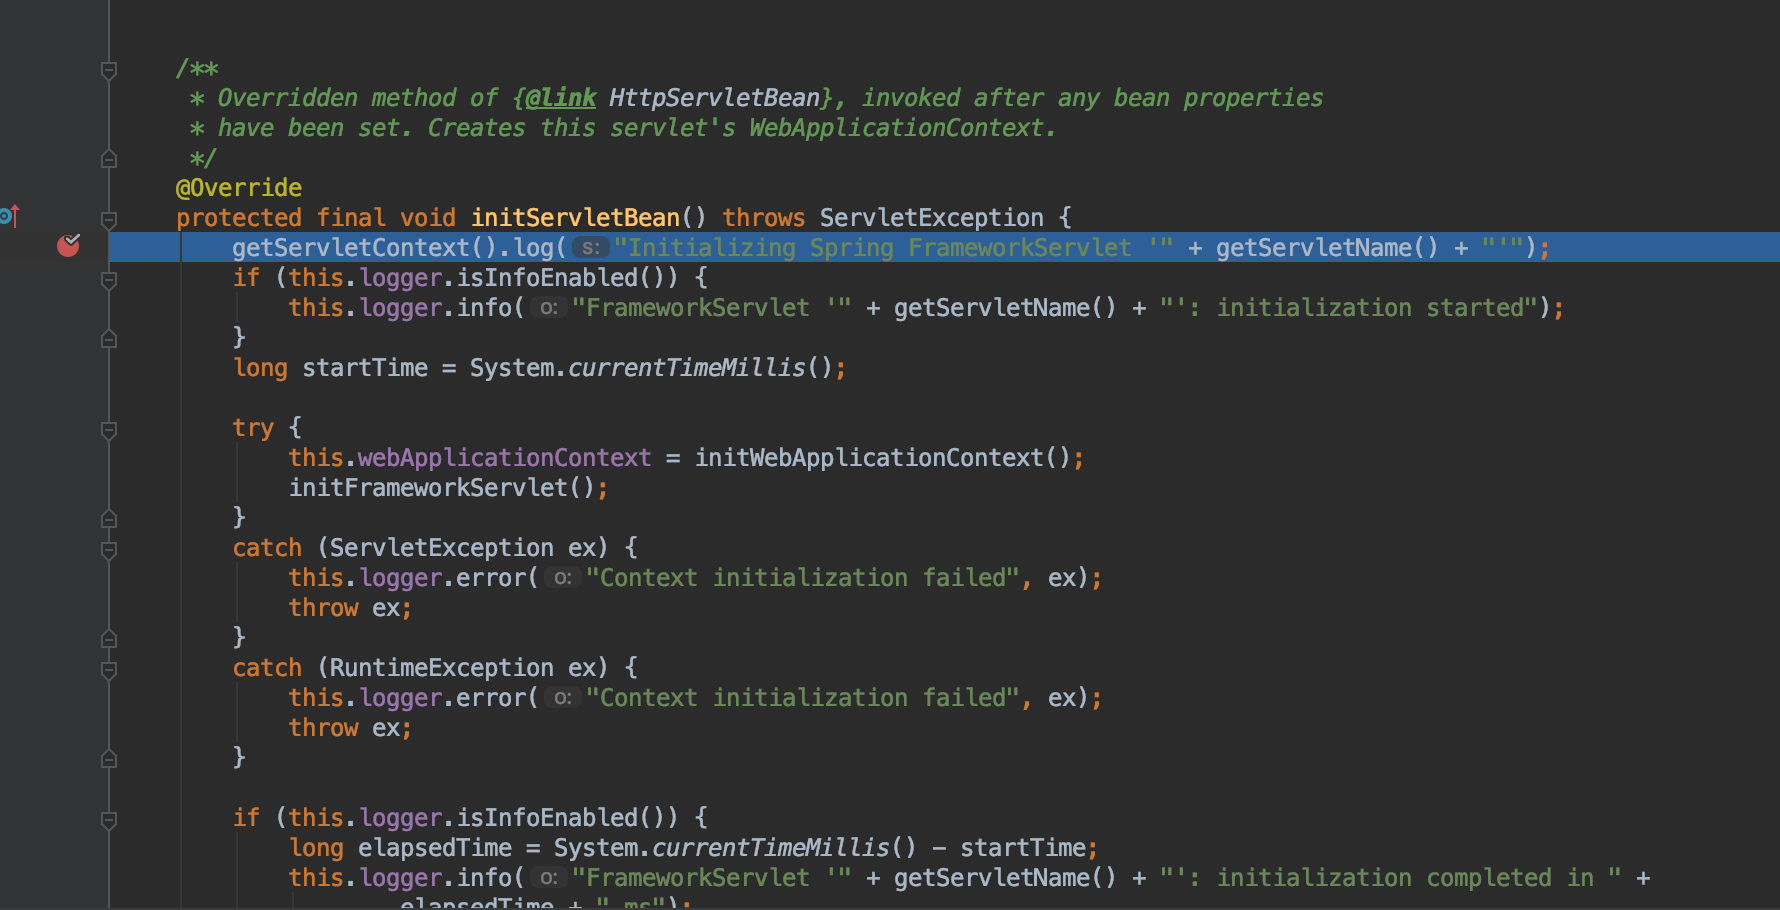 /**
 * Overridden method of {@link HttpServletBean}, invoked after any bean properties
 * have been set. Creates this servlet's WebApplicationContext.
 */
@Override
protected final void initServletBean() throws ServletException {
    getServletContext().log( s: "Initializing Spring FrameworkServlet '" + getServletName() + "'");
    if (this.logger.isInfoEnabled()) {
        this.logger.info( o: "FrameworkServlet '" + getServletName() + "': initialization started");
    }
    long startTime = System.currentTimeMillis();

    try {
        this.webApplicationContext = initWebApplicationContext();
        initFrameworkServlet();
    }
    catch (ServletException ex) {
        this.logger.error( o: "Context initialization failed", ex);
        throw ex;
    }
    catch (RuntimeException ex) {
        this.logger.error( o: "Context initialization failed", ex);
        throw ex;
    }

    if (this.logger.isInfoEnabled()) {
        long elapsedTime = System.currentTimeMillis() - startTime;
        this.logger.info( o: "FrameworkServlet '" + getServletName() + "': initialization completed in " +
                elapsedTime + " ms");